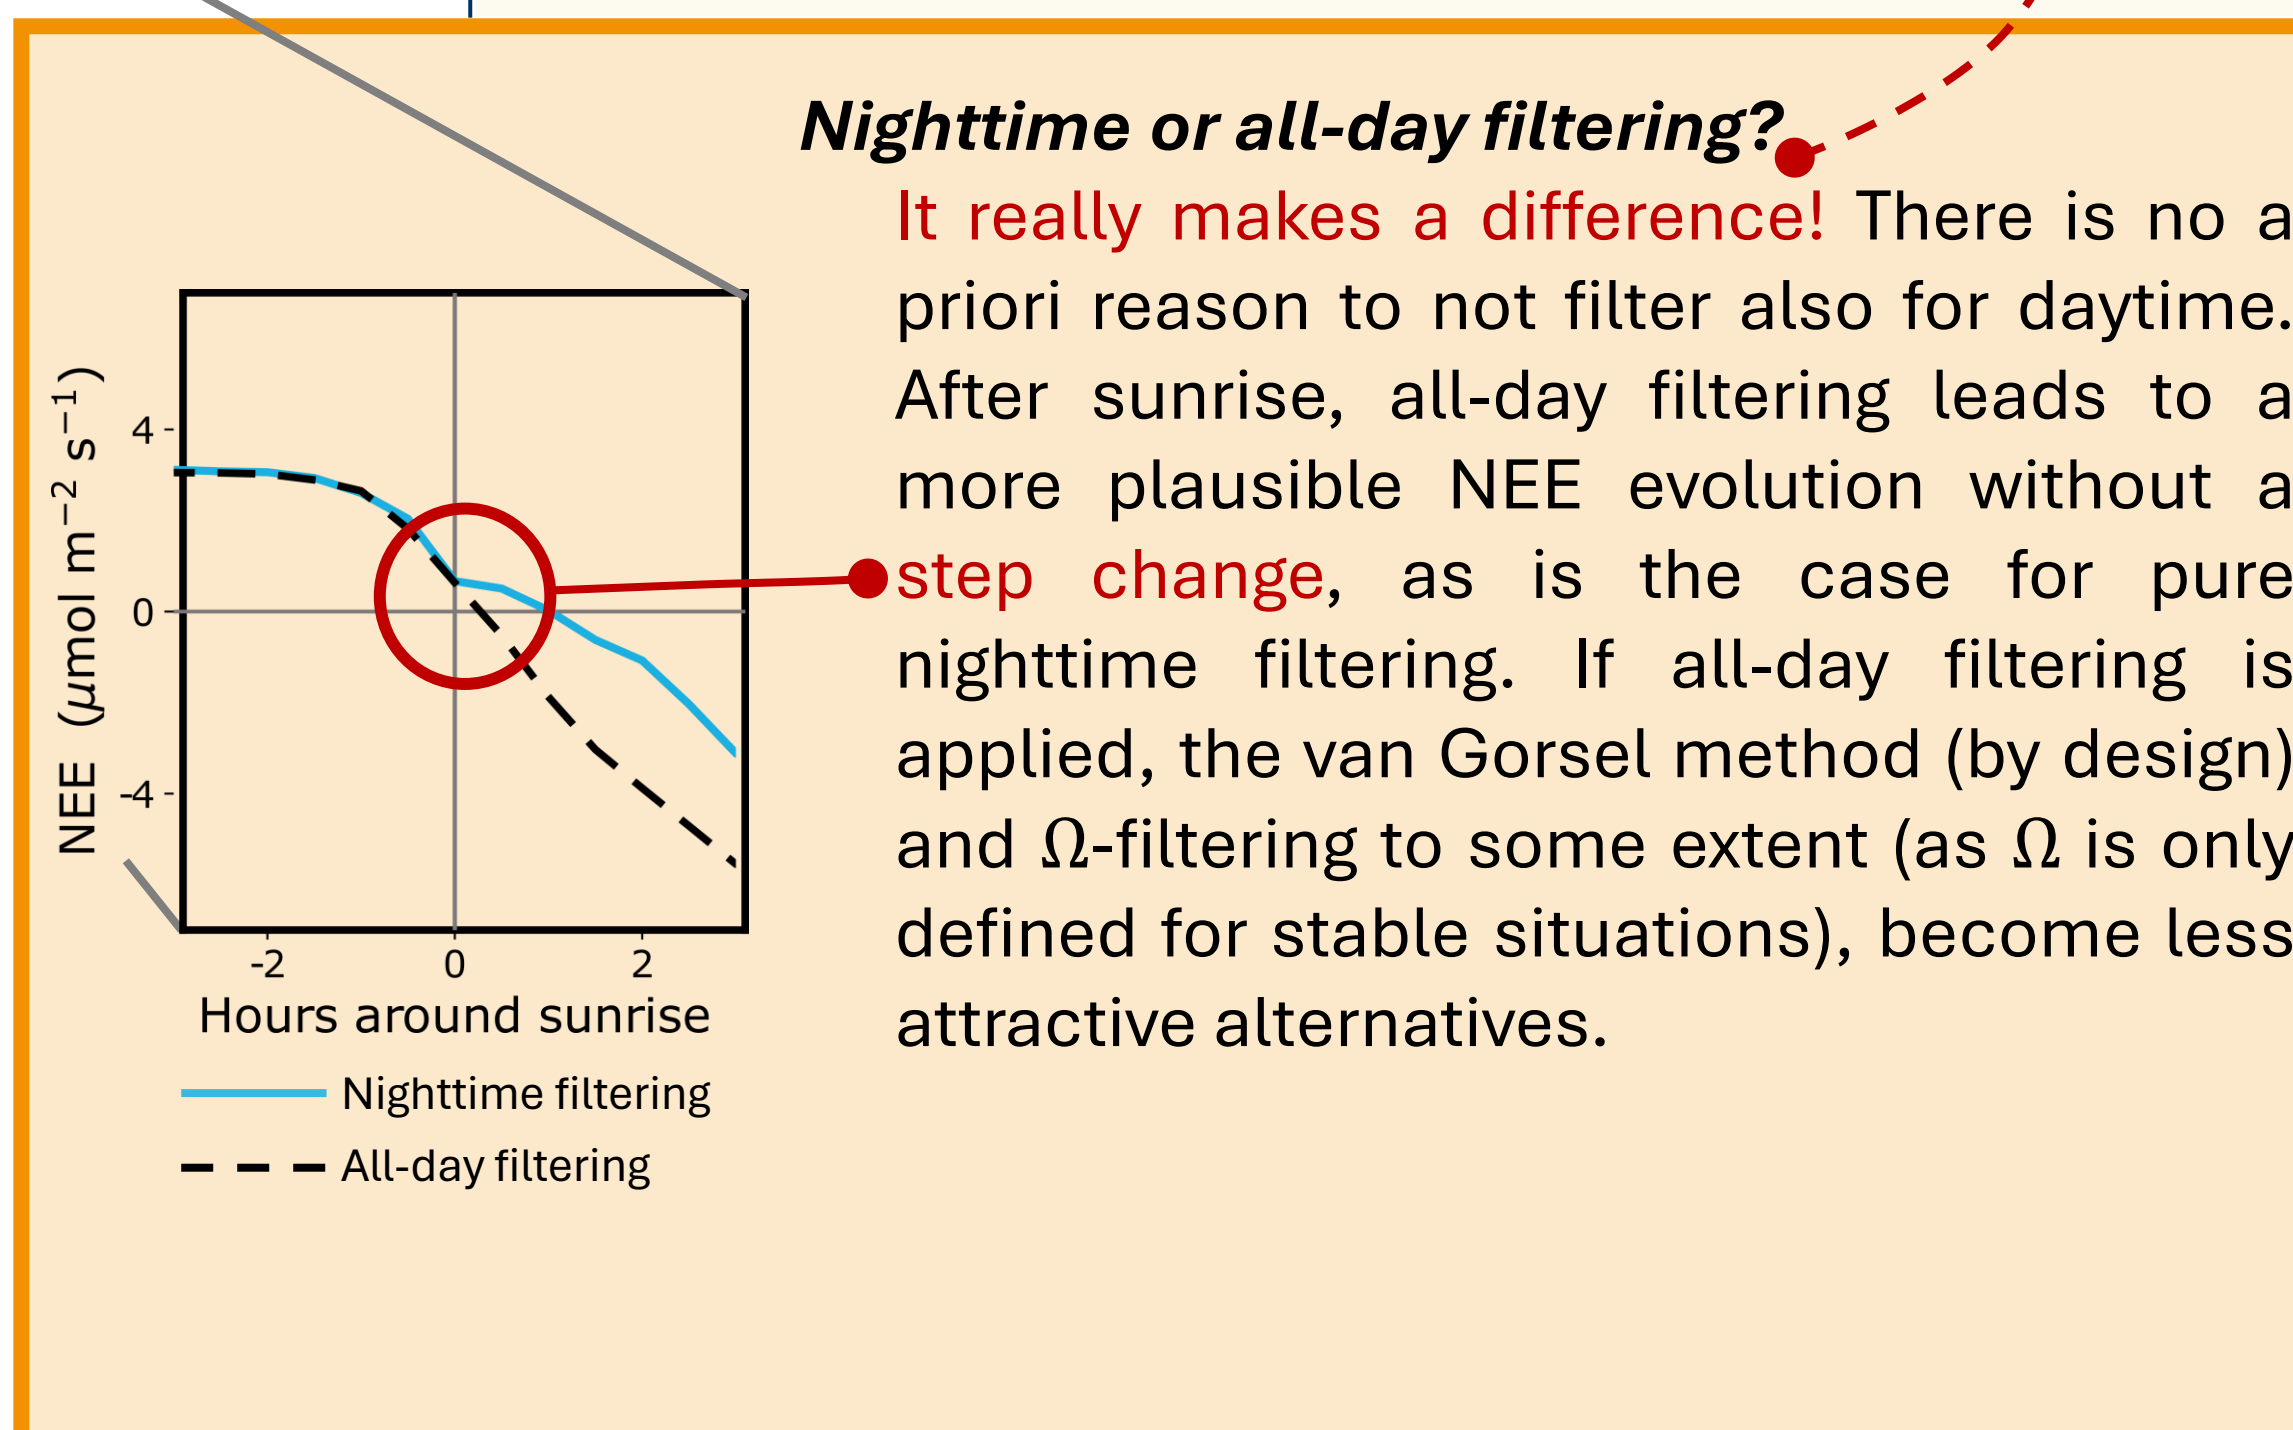 Nighttime or all-day filtering?
It really makes a difference! There is no a
priori reason to not filter also for daytime.
After sunrise, all-day filtering leads to a
more plausible NEE evolution without a
step change, as is the case for pure
nighttime filtering. If all-day filtering is
applied, the van Gorsel method (by design)
and Ω-filtering to some extent (as Ω is only
defined for stable situations), become less
attractive alternatives.
NEE (μmol m⁻² s⁻¹)
4
0
-4
-2 0 2
Hours around sunrise
Nighttime filtering
All-day filtering